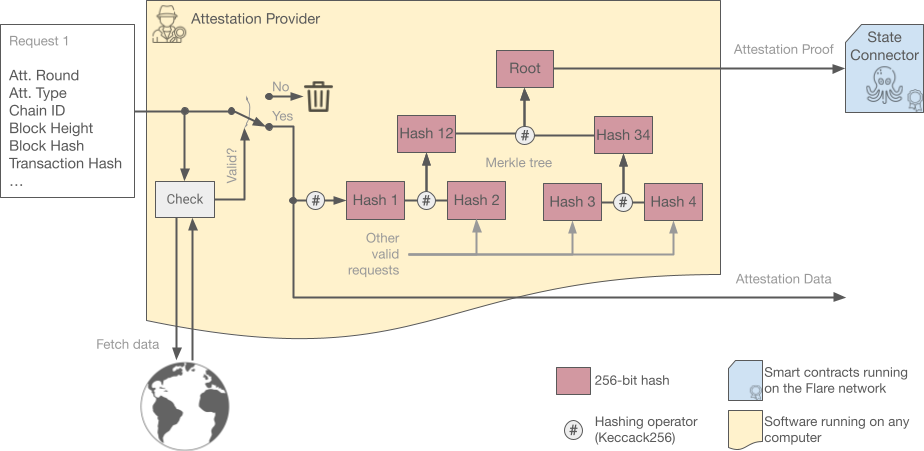 Attestation Provider
Request 1
Att. Round
Att. Type
Chain ID
Block Height
Block Hash
Transaction Hash
...
No
Yes
Valid?
Check
Fetch data
#
Hash 1
#
Hash 2
Hash 12
Root
#
Merkle tree
Hash 34
Hash 3
#
Hash 4
Other
valid
requests
Attestation Proof
State
Connector
Attestation Data
256-bit hash
#
Hashing operator
(Keccack256)
Smart contracts running
on the Flare network
Software running on any
computer